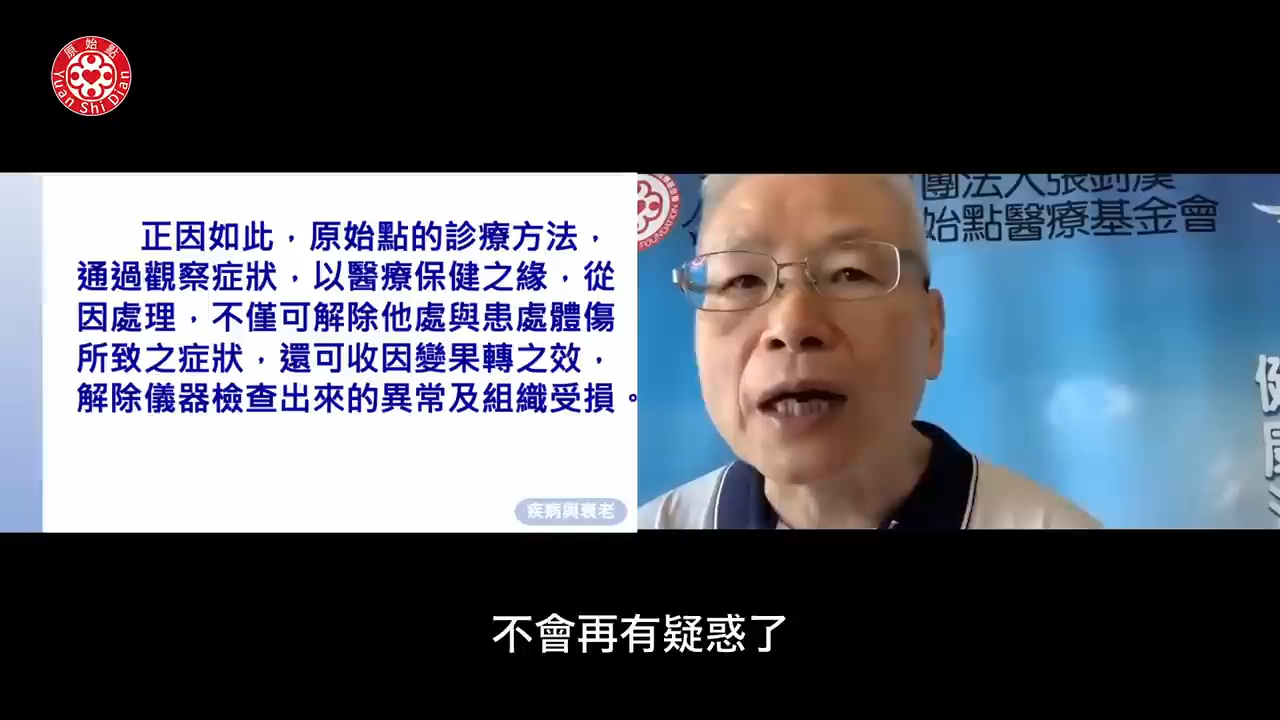 原始點
Yuan Shi Dian
正因如此，原始點的診療方法，
通過觀察症狀，以醫療保健之緣，從
因處理，不僅可解除他處與患處體傷
所致之症狀，還可收因變果轉之效，
解除儀器檢查出來的異常及組織受損。
疾病與衰老
團法人張釗漢
始點醫療基金會
FOUNDATION
健康
不會再有疑惑了